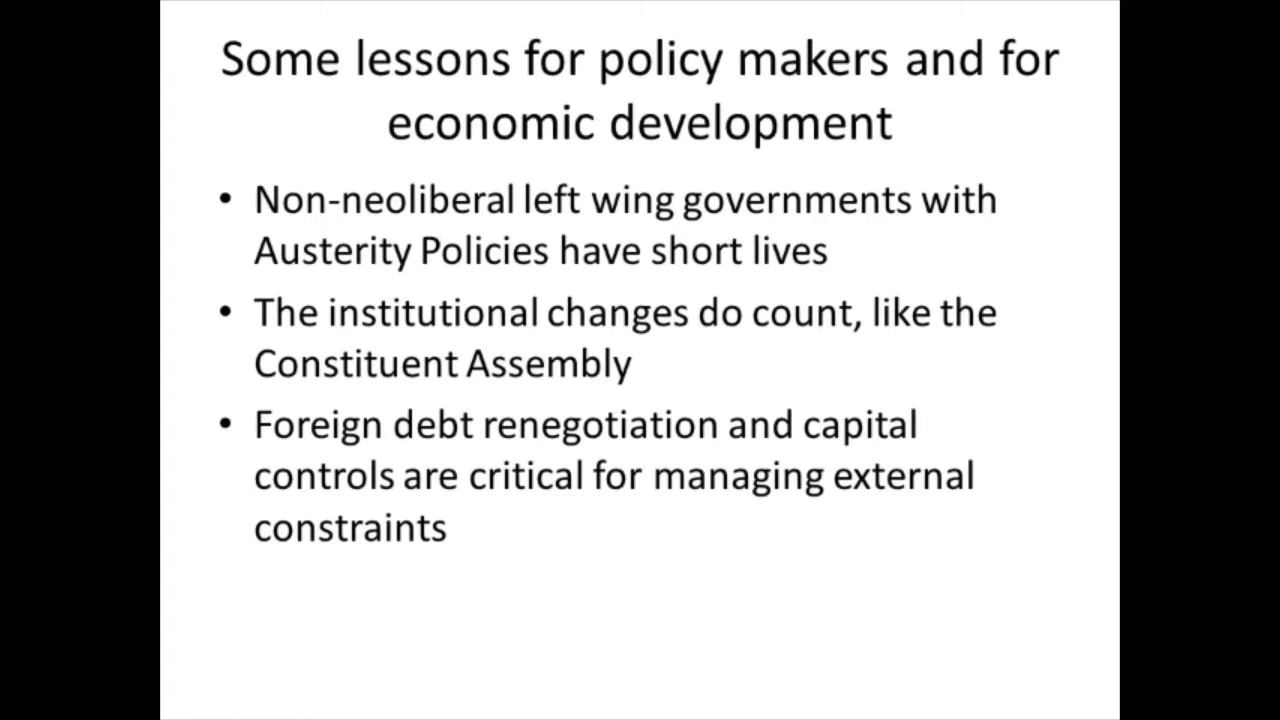 Some lessons for policy makers and for
economic development
• Non-neoliberal left wing governments with
Austerity Policies have short lives
• The institutional changes do count, like the
Constituent Assembly
• Foreign debt renegotiation and capital
controls are critical for managing external
constraints